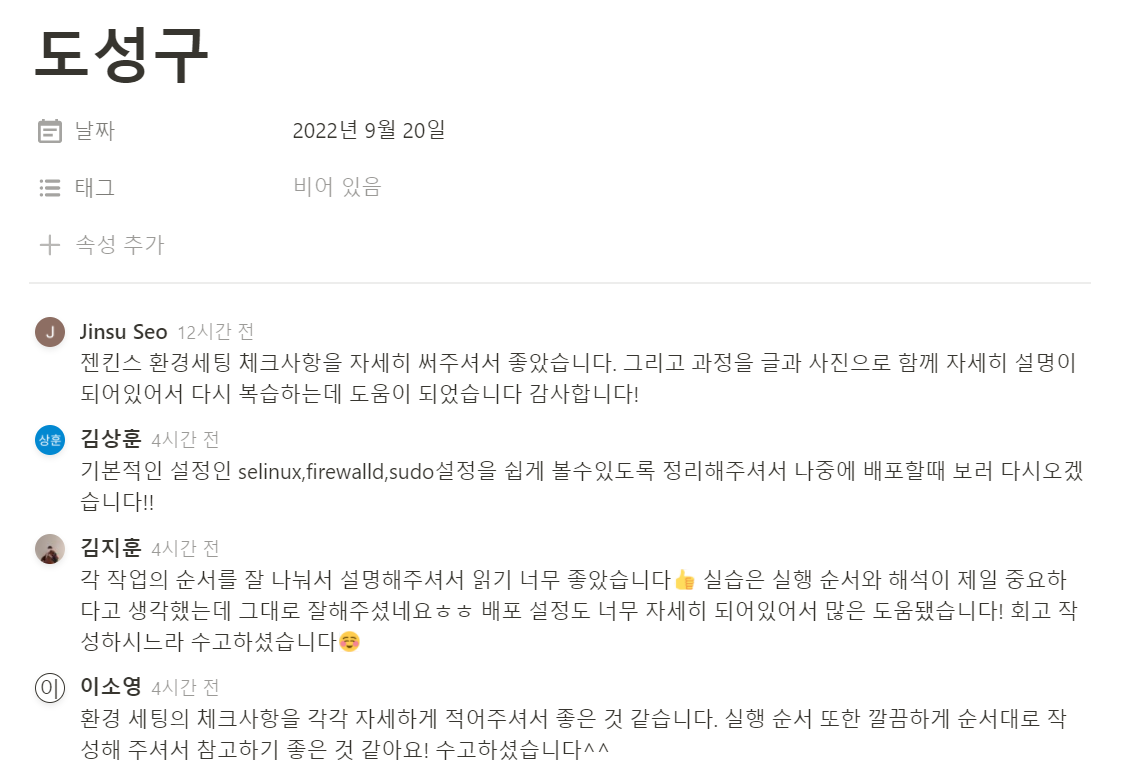 도성구
날짜 2022년 9월 20일
태그 비어 있음
속성 추가
J Jinsu Seo 12시간 전
젠킨스 환경세팅 체크사항을 자세히 써주셔서 좋았습니다. 그리고 과정을 글과 사진으로 함께 자세히 설명이
되어있어서 다시 복습하는데 도움이 되었습니다 감사합니다!
상훈 김상훈 4시간 전
기본적인 설정인 selinux,firewalld,sudo설정을 쉽게 볼수있도록 정리해주셔서 나중에 배포할때 보러 다시오겠
습니다!!
김지훈 4시간 전
각 작업의 순서를 잘 나눠서 설명해주셔서 읽기 너무 좋았습니다👍 실습은 실행 순서와 해석이 제일 중요하
다고 생각했는데 그대로 잘해주셨네요ㅎㅎ 배포 설정도 너무 자세히 되어있어서 많은 도움됐습니다! 회고 작
성하시느라 수고하셨습니다☺️
이 이소영 4시간 전
환경 세팅의 체크사항을 각각 자세하게 적어주셔서 좋은 것 같습니다. 실행 순서 또한 깔끔하게 순서대로 작
성해 주셔서 참고하기 좋은 것 같아요! 수고하셨습니다^^